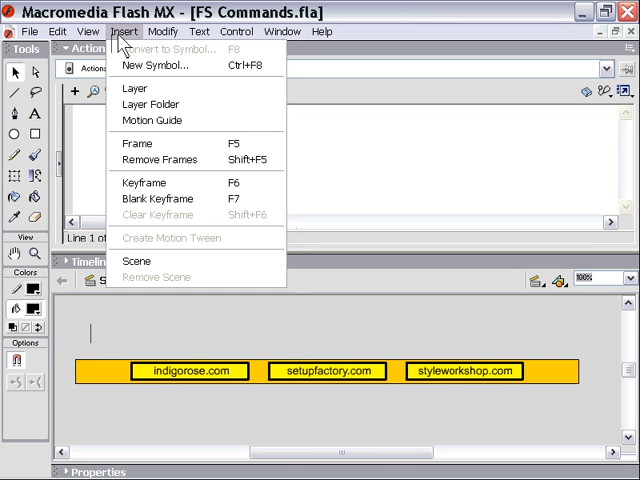 Macromedia Flash MX - [FS Commands.fla]
File Edit View Insert Modify Text Control Window Help
Tools
Action
Actions
Convert to Symbol... F8
New Symbol... Ctrl+F8
Layer
Layer Folder
Motion Guide
Frame F5
Remove Frames Shift+F5
Keyframe F6
Blank Keyframe F7
Clear Keyframe Shift+F6
Create Motion Tween
Scene
Remove Scene
View
Colors
Options
Line 1 of
Timeline
S
100%
indigorose.com setupfactory.com styleworkshop.com
Properties